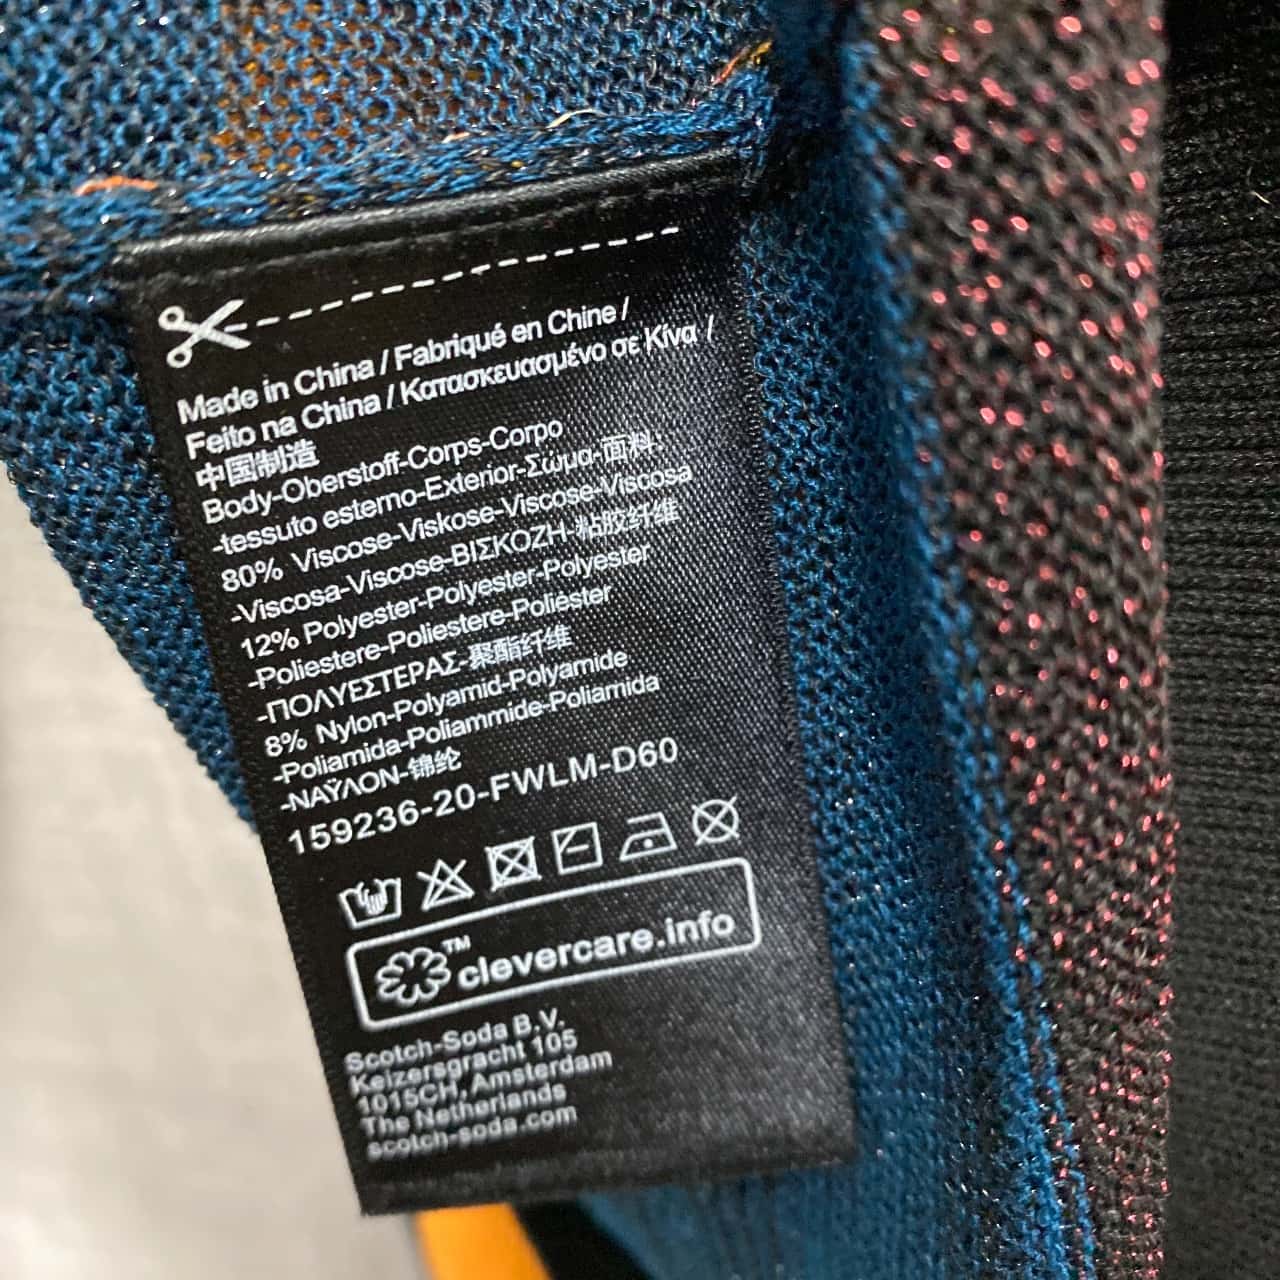 Made in China / Fabriqué en Chine /
Feito na China / Κατασκευασμένο σε Κίνα /
中国制造
Body-Oberstoff-Corps-Corpo
-tessuto esterno-Exterior-Σώμα-面料:
80% Viscose-Viskose-Viscose-Viscosa
-Viscosa-Viscose-ΒΙΣΚΟΖΗ-粘胶纤维
12% Polyester-Polyester-Polyester
-Poliestere-Poliestere-Poliéster
-ΠΟΛΥΕΣΤΕΡΑΣ-聚酯纤维
8% Nylon-Polyamid-Polyamide
-Poliamida-Poliammide-Poliamida
-ΝΑΫΛΟΝ-锦纶
159236-20-FWLM-D60
™clevercare.info
Scotch-Soda B.V.
Keizersgracht 105
1015CH, Amsterdam
The Netherlands
scotch-soda.com